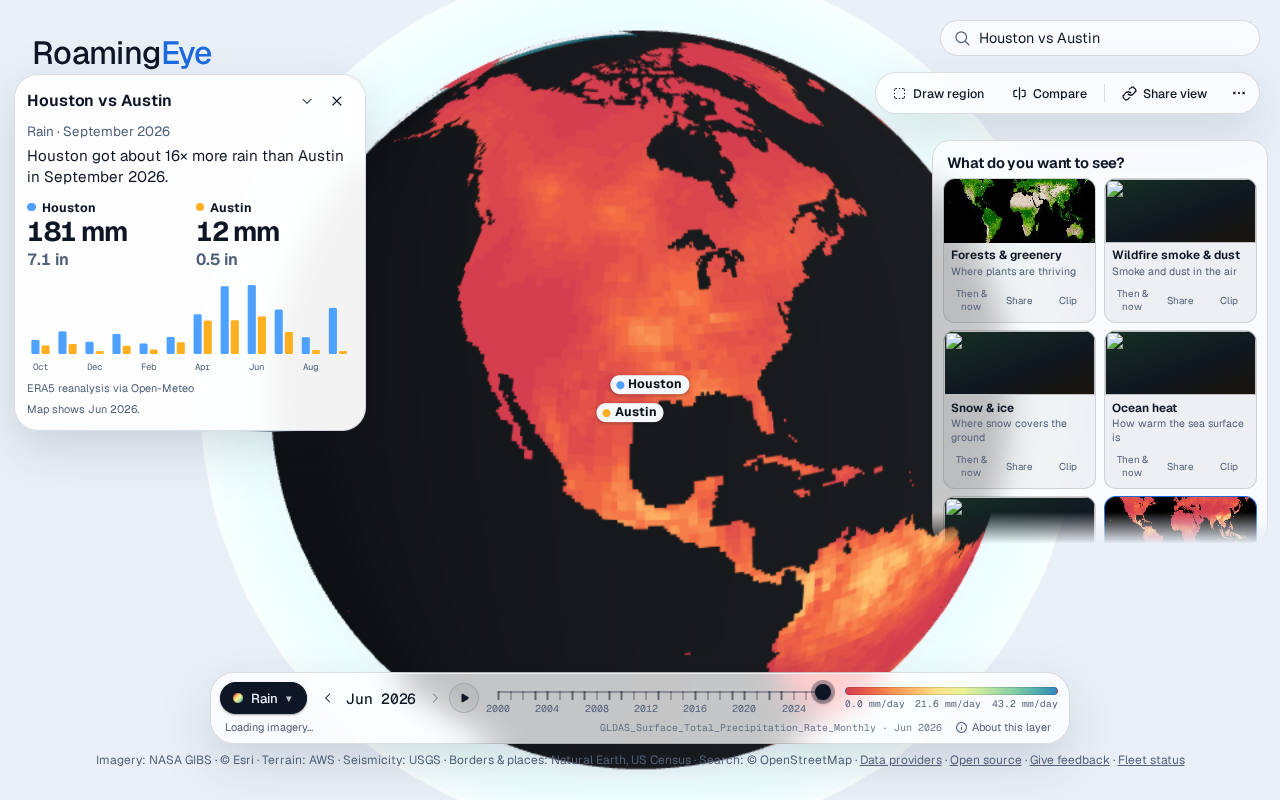 RoamingEye
Houston vs Austin
Draw region
Compare
Share view
Houston vs Austin
Rain · September 2026
Houston got about 16× more rain than Austin
in September 2026.
Houston
Austin
181 mm
12 mm
7.1 in
0.5 in
Oct Dec Feb Apr Jun Aug
ERA5 reanalysis via Open-Meteo
Map shows Jun 2026.
Houston
Austin
What do you want to see?
Forests & greenery
Where plants are thriving
Then &
now
Share
Clip
Wildfire smoke & dust
Smoke and dust in the air
Then &
now
Share
Clip
Snow & ice
Where snow covers the
ground
Then &
now
Share
Clip
Ocean heat
How warm the sea surface
is
Then &
now
Share
Clip
Rain
Jun 2026
2000 2004 2008 2012 2016 2020 2024
0.0 mm/day 21.6 mm/day 43.2 mm/day
Loading imagery…
GLDAS_Surface_Total_Precipitation_Rate_Monthly · Jun 2026
About this layer
Imagery: NASA GIBS · © Esri · Terrain: AWS · Seismicity: USGS · Borders & places: Natural Earth, US Census · Search: © OpenStreetMap · Data providers · Open source · Give feedback · Fleet status